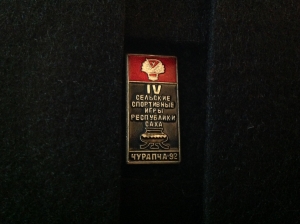 IV
СЕЛЬСКИЕ
СПОРТИВНЫЕ
ИГРЫ
РЕСПУБЛИКИ
САХА
ЧУРАПЧА-92